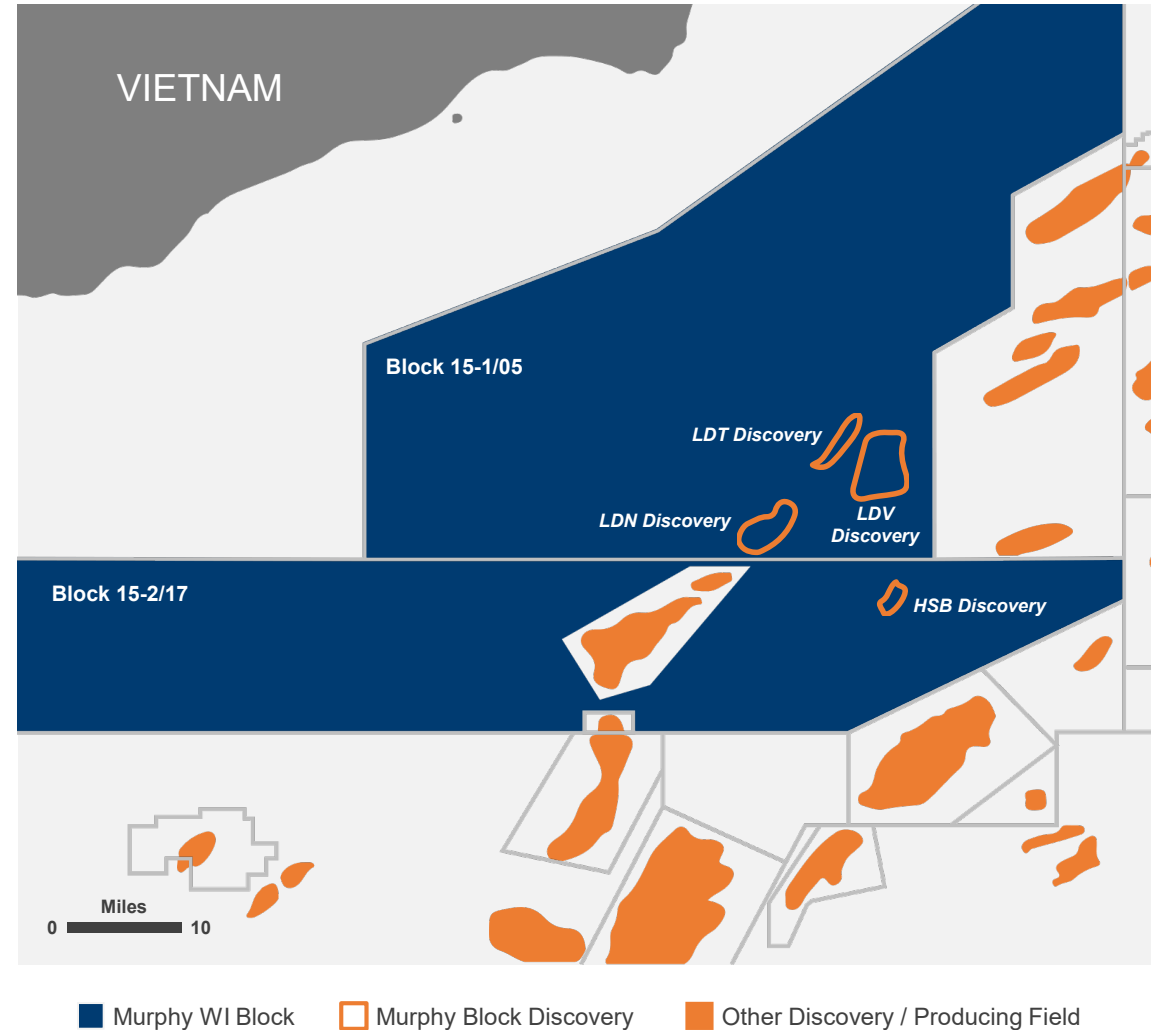 VIETNAM
Block 15-1/05
LDT Discovery
LDN Discovery
LDV
Discovery
Block 15-2/17
HSB Discovery
Miles
0 10
Murphy WI Block
Murphy Block Discovery
Other Discovery / Producing Field